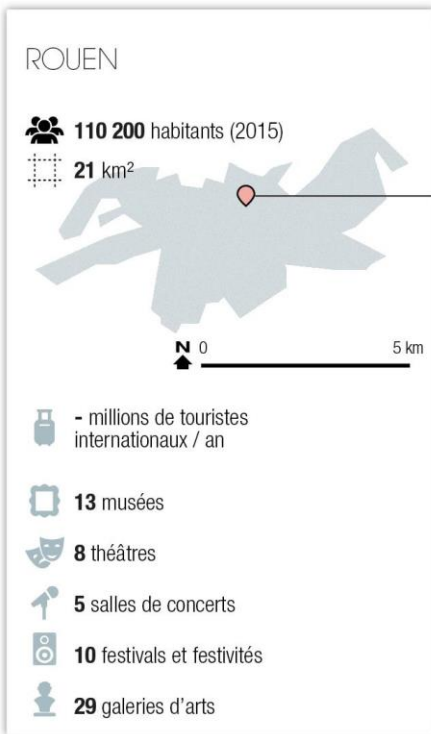 ROUEN
110 200 habitants (2015)
21 km²
N 0 5 km
- millions de touristes
internationaux / an
13 musées
8 théâtres
5 salles de concerts
10 festivals et festivités
29 galeries d'arts